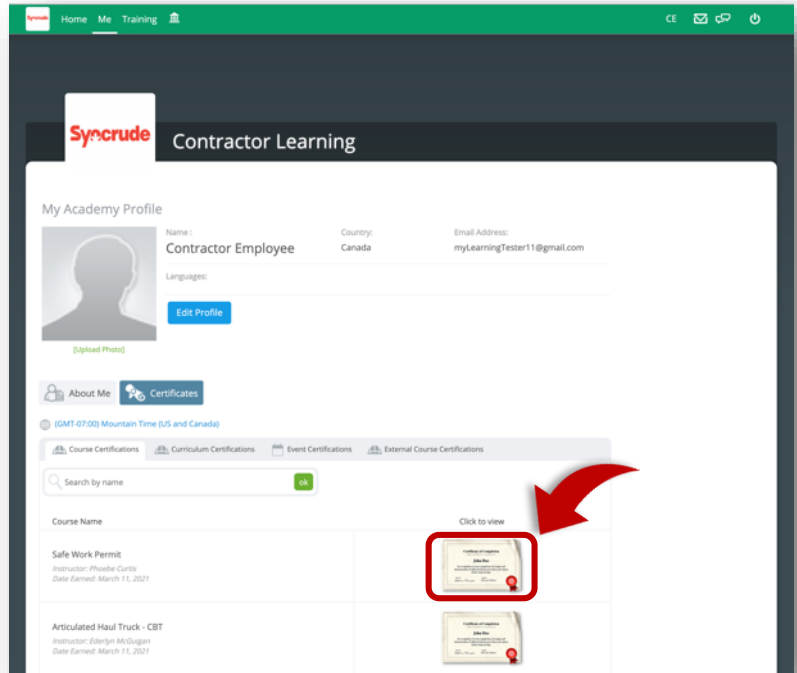 Syncrude Home Me Training CE
Syncrude
Contractor Learning
My Academy Profile
Name : Country: Email Address:
Contractor Employee Canada myLearningTester11@gmail.com
Languages:
Edit Profile
[Upload Photo]
About Me Certificates
(GMT-07:00) Mountain Time (US and Canada)
Course Certifications Curriculum Certifications Event Certifications External Course Certifications
Search by name ok
Course Name Click to view
Safe Work Permit
Instructor: Phoebe Curtis
Date Earned: March 11, 2021
Certificate of Completion
John Doe
Articulated Haul Truck - CBT
Instructor: Ederlyn McGuigan
Date Earned: March 11, 2021
Certificate of Completion
John Doe